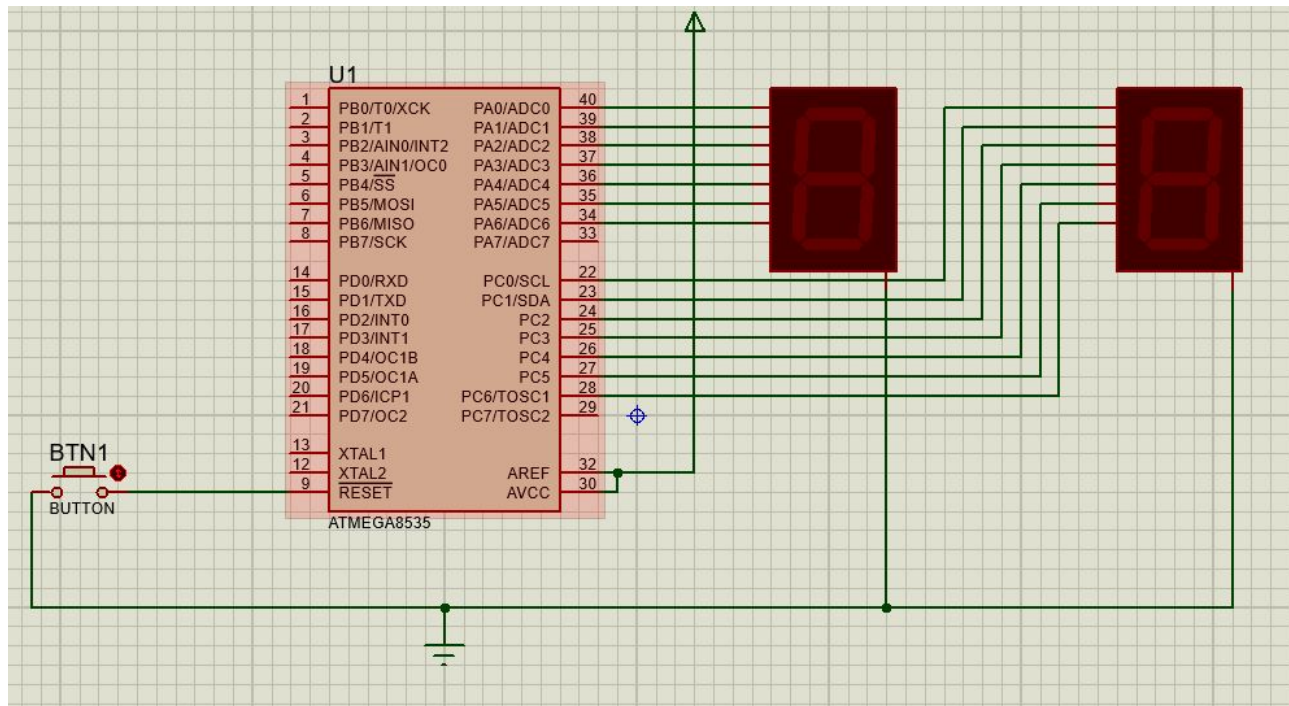 U1
1 PB0/T0/XCK PA0/ADC0 40
2 PB1/T1 PA1/ADC1 39
3 PB2/AIN0/INT2 PA2/ADC2 38
4 PB3/AIN1/OC0 PA3/ADC3 37
5 PB4/SS PA4/ADC4 36
6 PB5/MOSI PA5/ADC5 35
7 PB6/MISO PA6/ADC6 34
8 PB7/SCK PA7/ADC7 33
14 PD0/RXD PC0/SCL 22
15 PD1/TXD PC1/SDA 23
16 PD2/INT0 PC2 24
17 PD3/INT1 PC3 25
18 PD4/OC1B PC4 26
19 PD5/OC1A PC5 27
20 PD6/ICP1 PC6/TOSC1 28
21 PD7/OC2 PC7/TOSC2 29
13 XTAL1
12 XTAL2 AREF 32
9 RESET AVCC 30
ATMEGA8535
BTN1
BUTTON